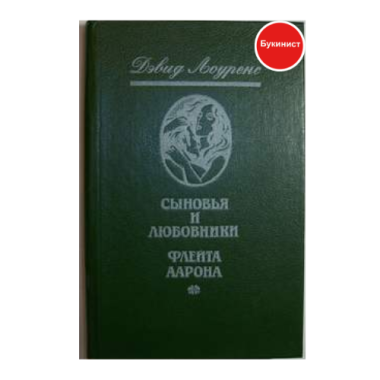 Букинист
Дэвид Лоуренс
СЫНОВЬЯ И
ЛЮБОВНИКИ
ФЛЕЙТА
ААРОНА